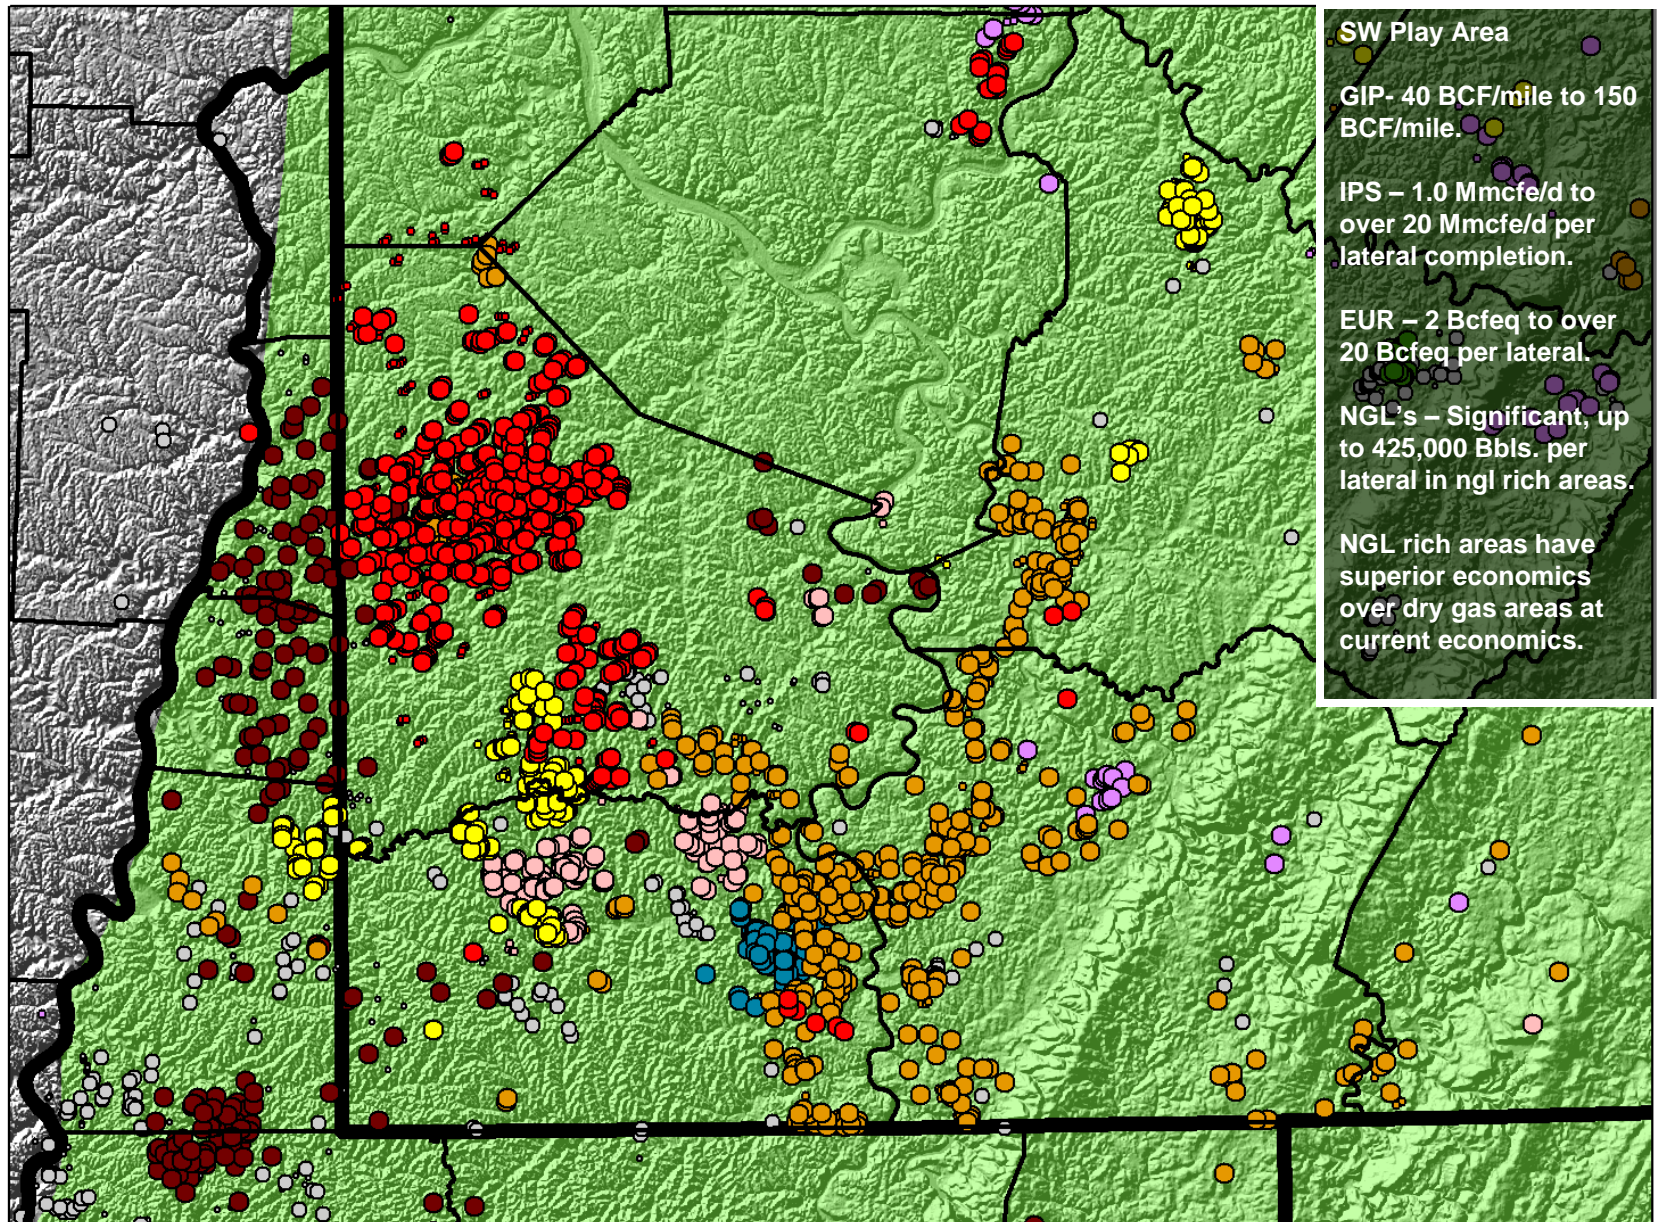 SW Play Area
GIP- 40 BCF/mile to 150
BCF/mile.
IPS – 1.0 Mmcfe/d to
over 20 Mmcfe/d per
lateral completion.
EUR – 2 Bcfeq to over
20 Bcfeq per lateral.
NGL's – Significant, up
to 425,000 Bbls. per
lateral in ngl rich areas.
NGL rich areas have
superior economics
over dry gas areas at
current economics.